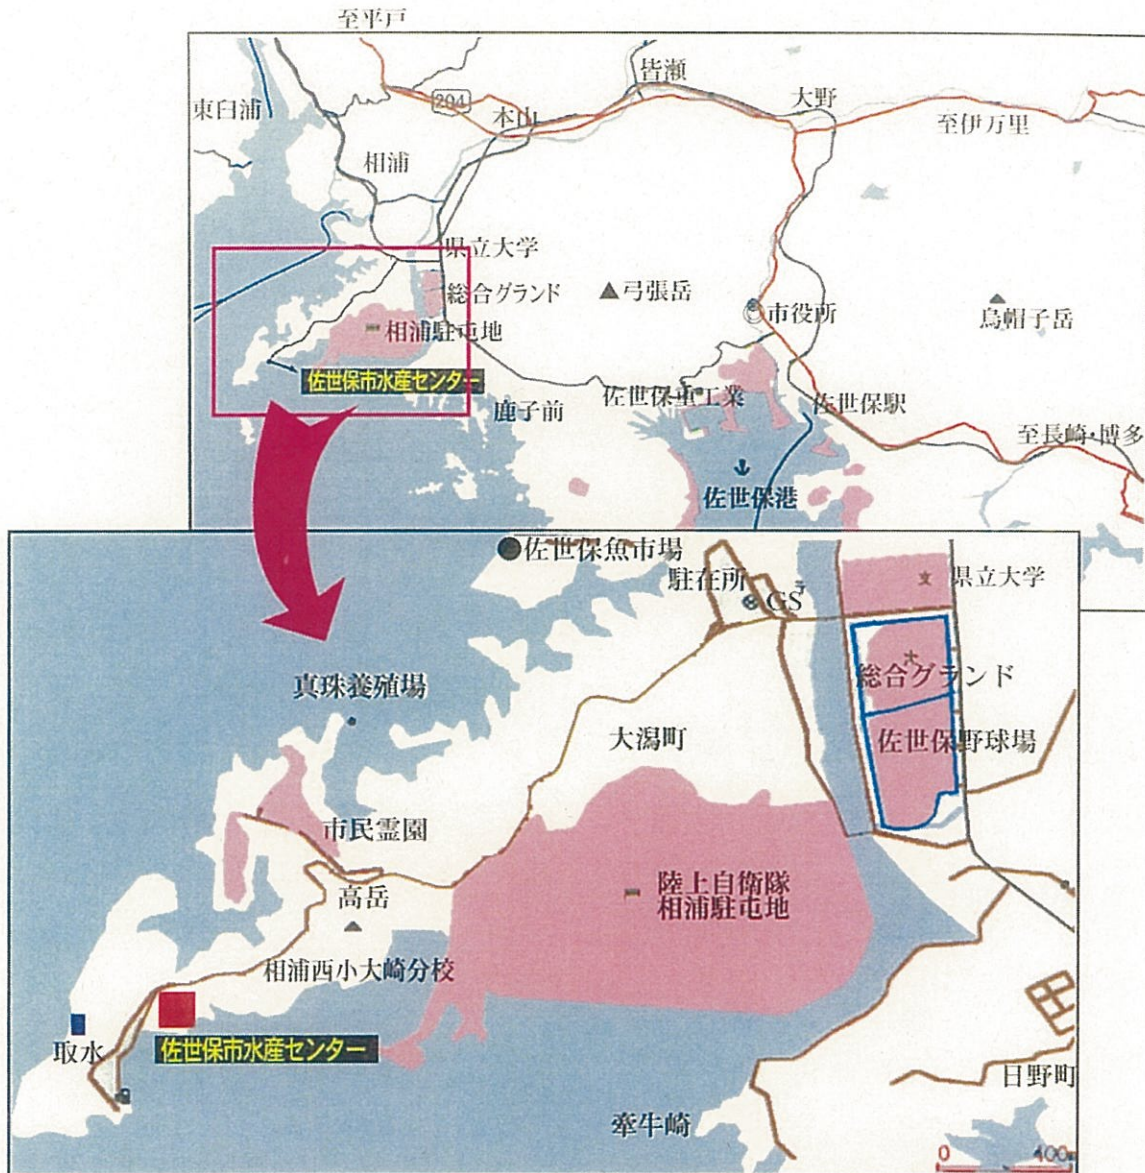 至平戸
皆瀬
大野
東臼浦
204
本山
至伊万里
相浦
県立大学
総合グランド
弓張岳
市役所
烏帽子岳
相浦駐屯地
佐世保市水産センター
鹿子前
佐世保重工業
佐世保駅
至長崎・博多
佐世保港
佐世保魚市場
駐在所
GS
県立大学
総合グランド
真珠養殖場
大潟町
佐世保野球場
市民霊園
高岳
陸上自衛隊
相浦駐屯地
相浦西小大崎分校
取水
佐世保市水産センター
日野町
牽牛崎
0 400m